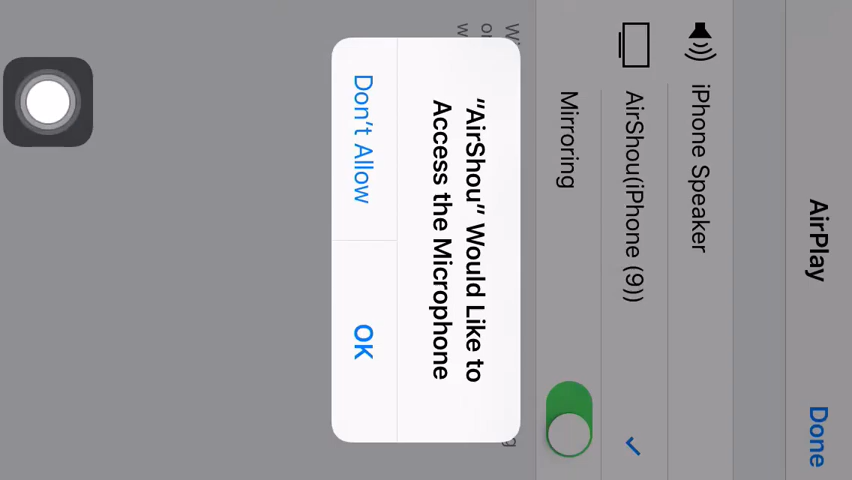 AirPlay
Done
iPhone Speaker
AirShou(iPhone (9))
Mirroring
“AirShou” Would Like to
Access the Microphone
Don’t Allow
OK